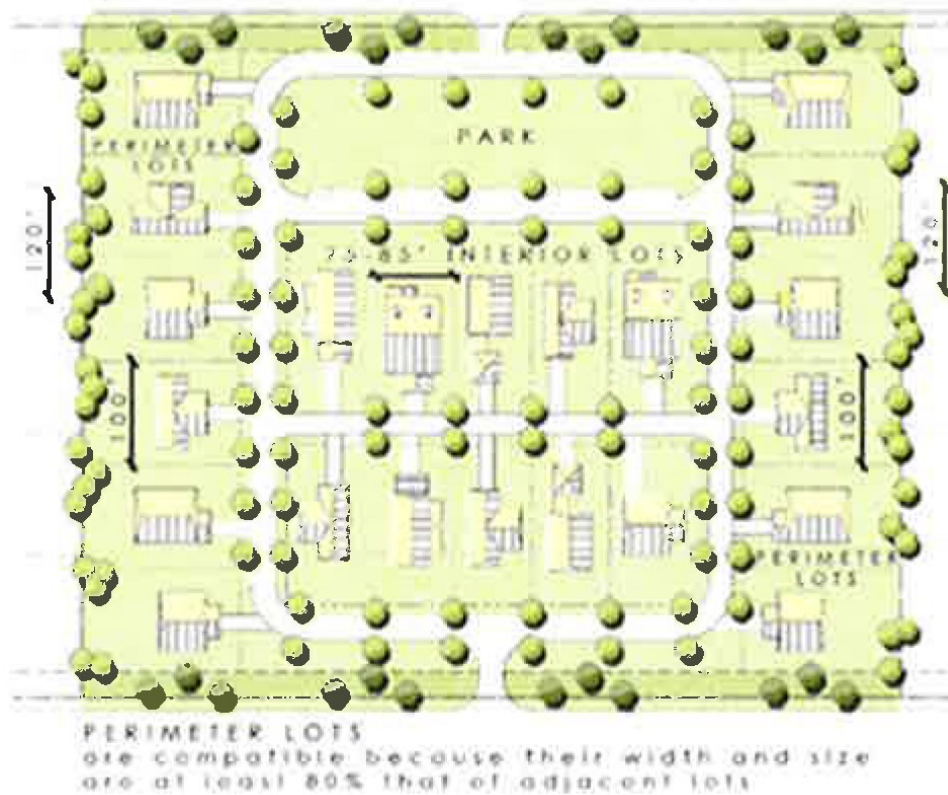 PARK
PERIMETER
LOTS
120'
120'
75-85' INTERIOR LOTS
100'
100'
PERIMETER
LOTS
PERIMETER LOTS
are compatible because their width and size
are at least 80% that of adjacent lots